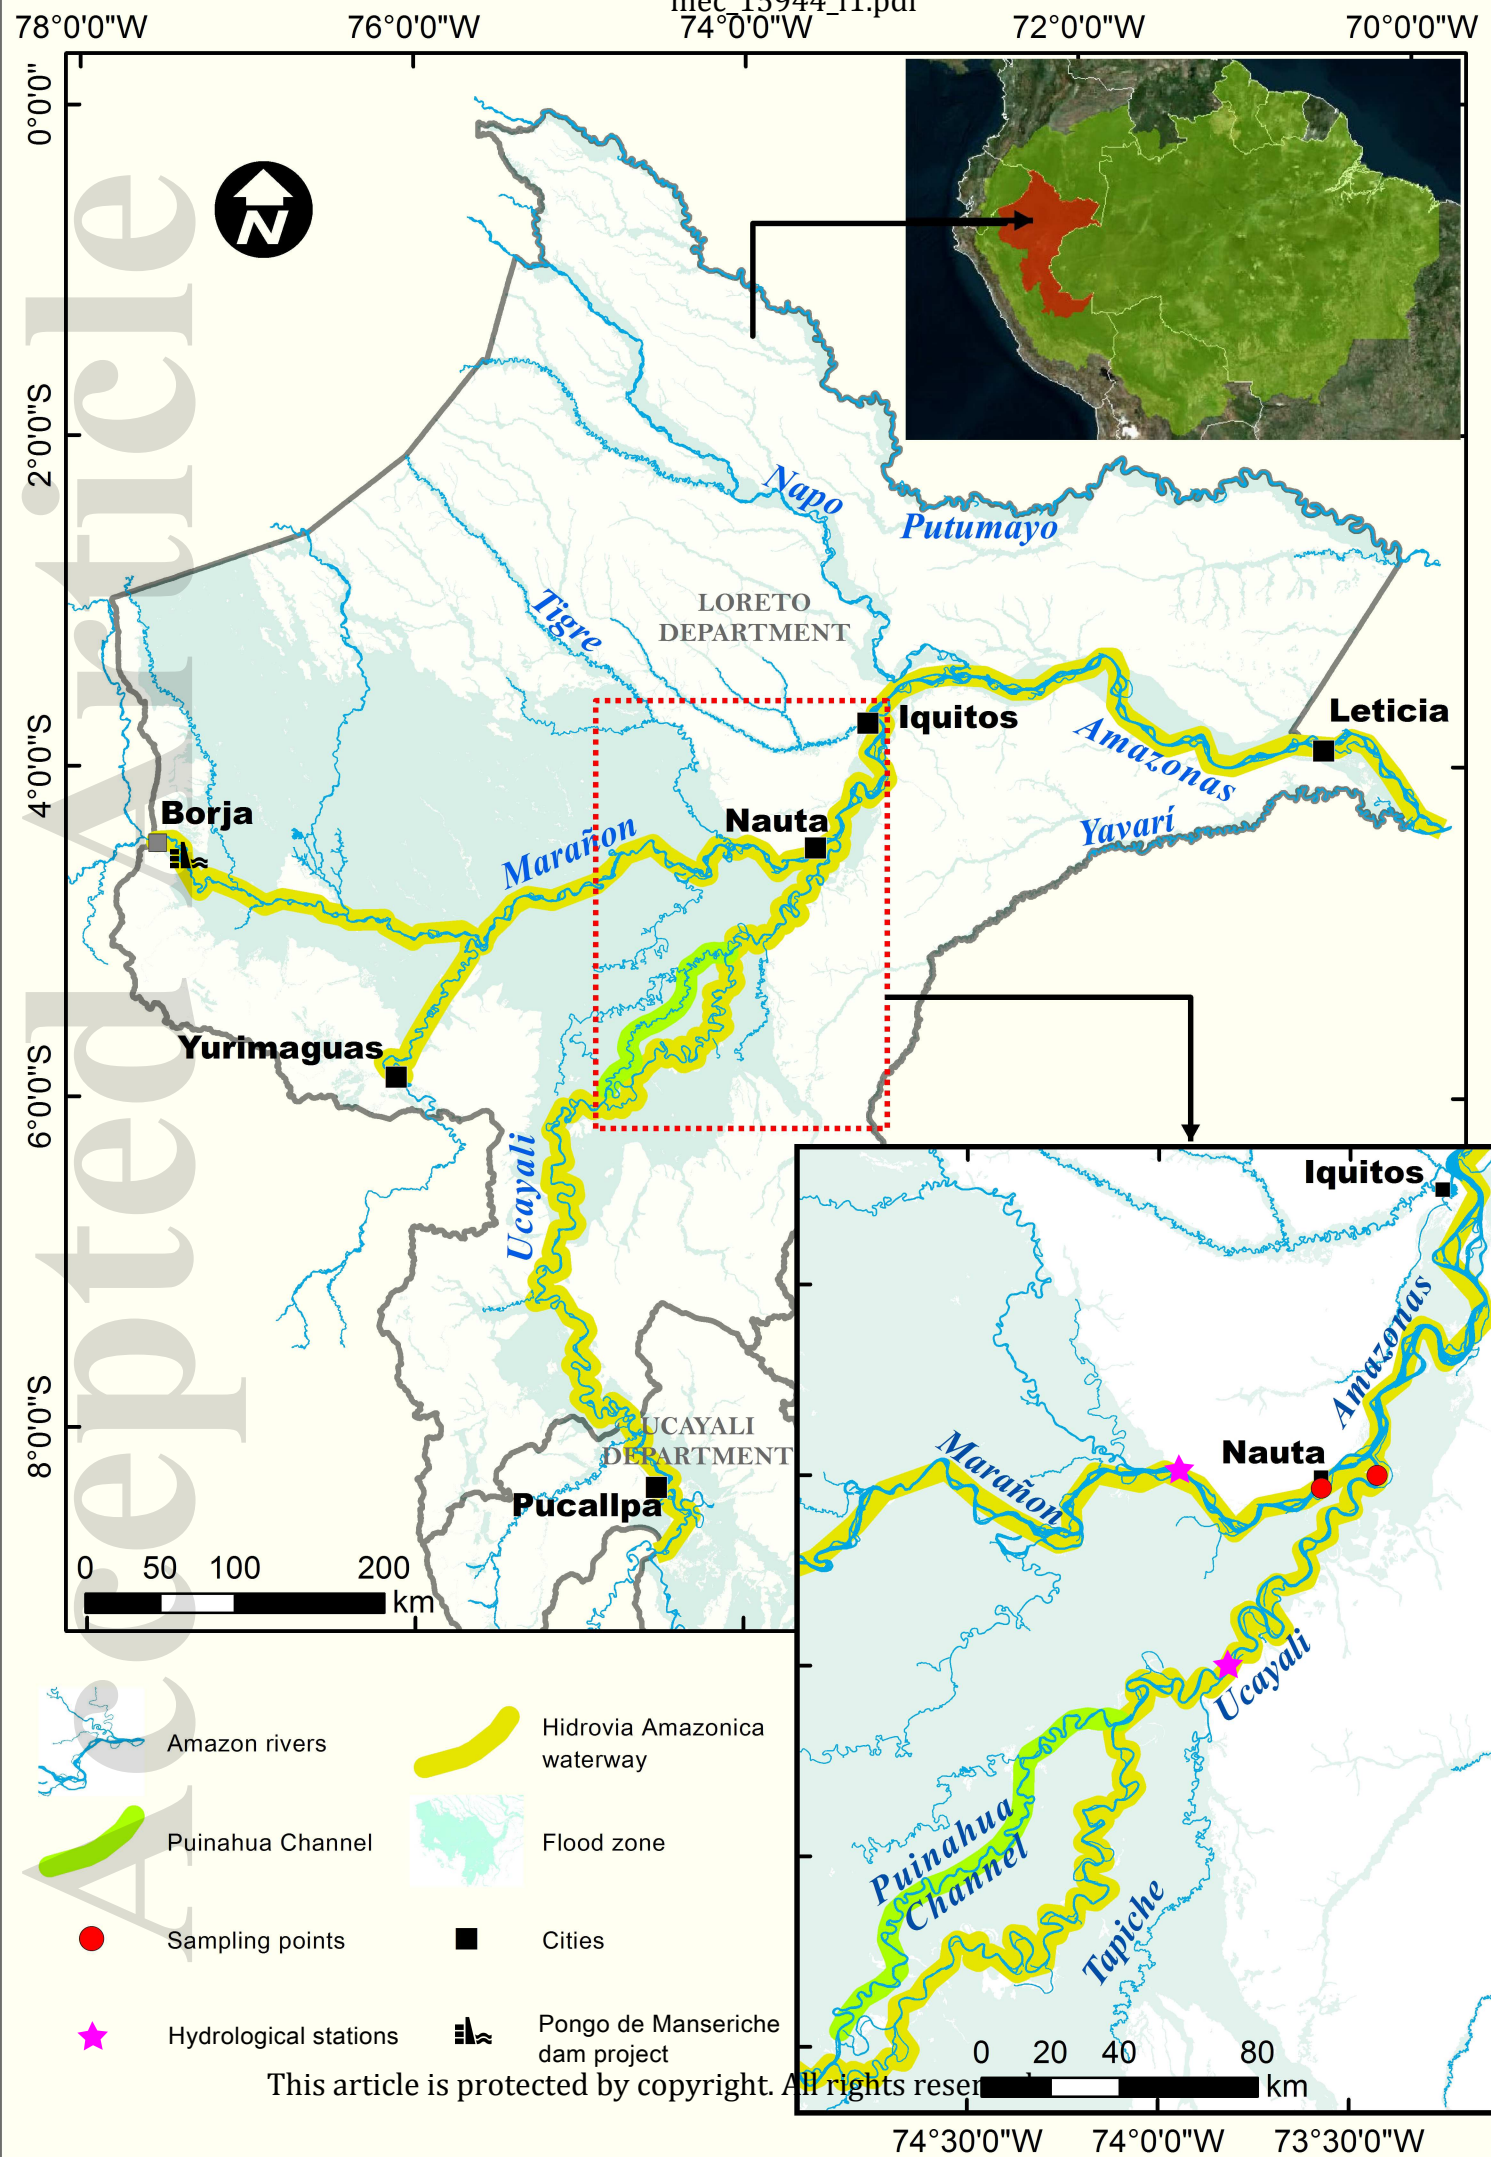 mec_15944_f1.pdf
78°0'0"W 76°0'0"W 74°0'0"W 72°0'0"W 70°0'0"W
0°0'0"
2°0'0"S
4°0'0"S
6°0'0"S
8°0'0"S
N
Napo
Putumayo
Tigre
LORETO
DEPARTMENT
Iquitos
Leticia
Amazonas
Yavarí
Borja
Nauta
Marañon
Yurimaguas
Ucayali
UCAYALI
DEPARTMENT
Pucallpa
0 50 100 200
km
Iquitos
Amazonas
Nauta
Marañon
Ucayali
Puinahua
Channel
Tapiche
0 20 40 80
km
74°30'0"W 74°0'0"W 73°30'0"W
Amazon rivers
Hidrovia Amazonica
waterway
Puinahua Channel
Flood zone
Sampling points
Cities
Hydrological stations
Pongo de Manseriche
dam project
This article is protected by copyright. All rights reser
Accepted Article